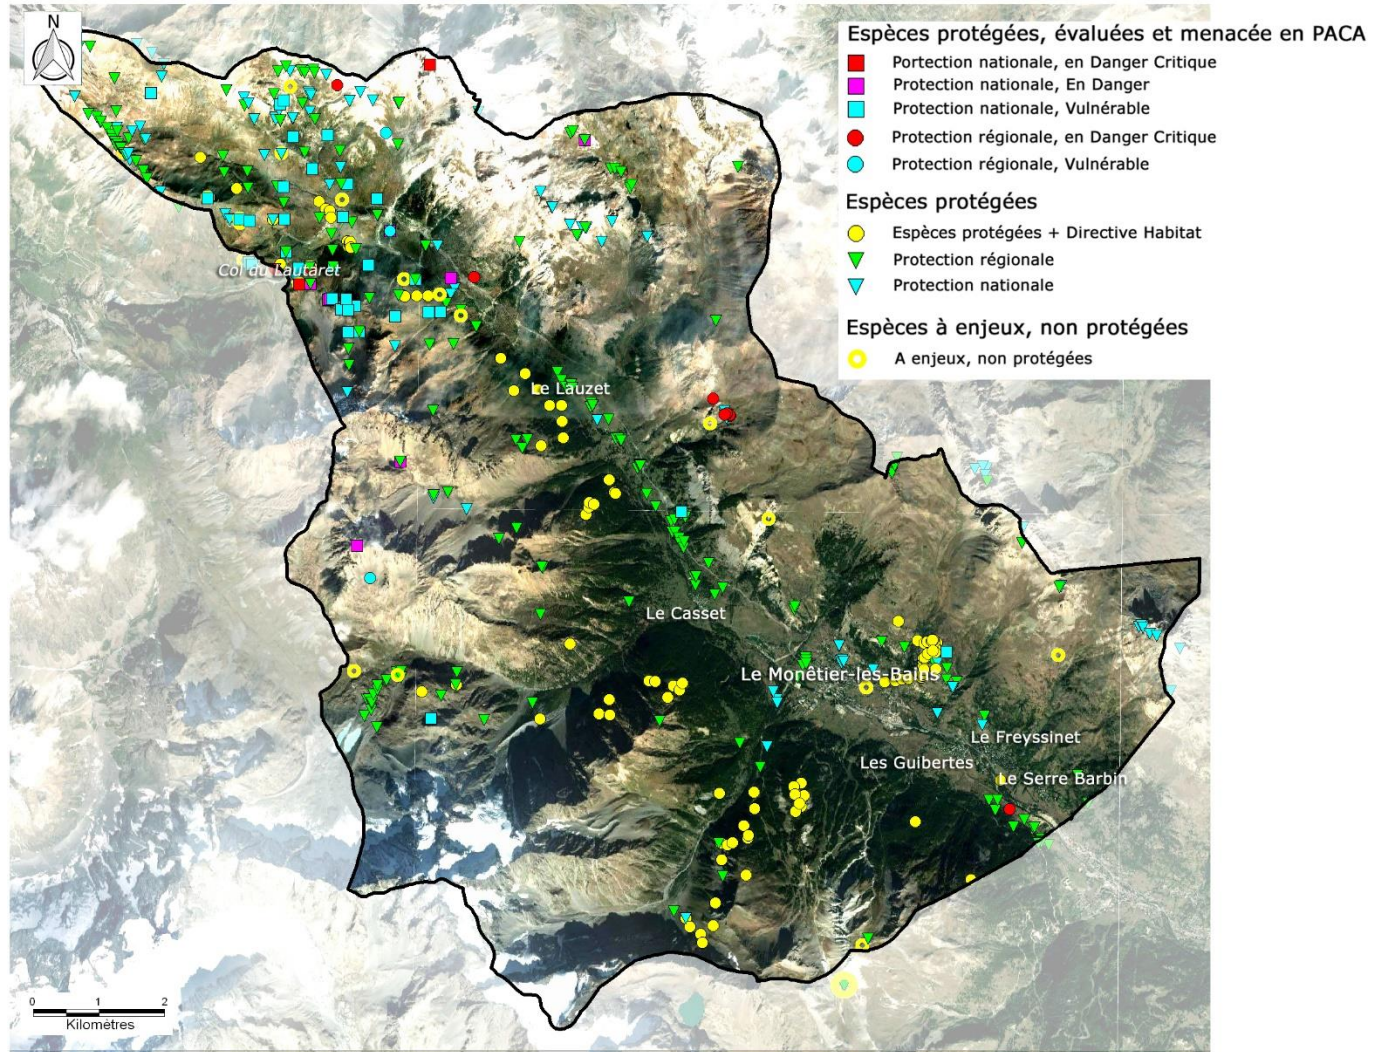 N
Espèces protégées, évaluées et menacée en PACA
Portection nationale, en Danger Critique
Protection nationale, En Danger
Protection nationale, Vulnérable
Protection régionale, en Danger Critique
Protection régionale, Vulnérable
Espèces protégées
Espèces protégées + Directive Habitat
Protection régionale
Protection nationale
Espèces à enjeux, non protégées
A enjeux, non protégées
Col du Lautaret
Le Lauzet
Le Casset
Le Monêtier-les-Bains
Le Freyssinet
Les Guibertes
Le Serre Barbin
0 1 2
Kilomètres